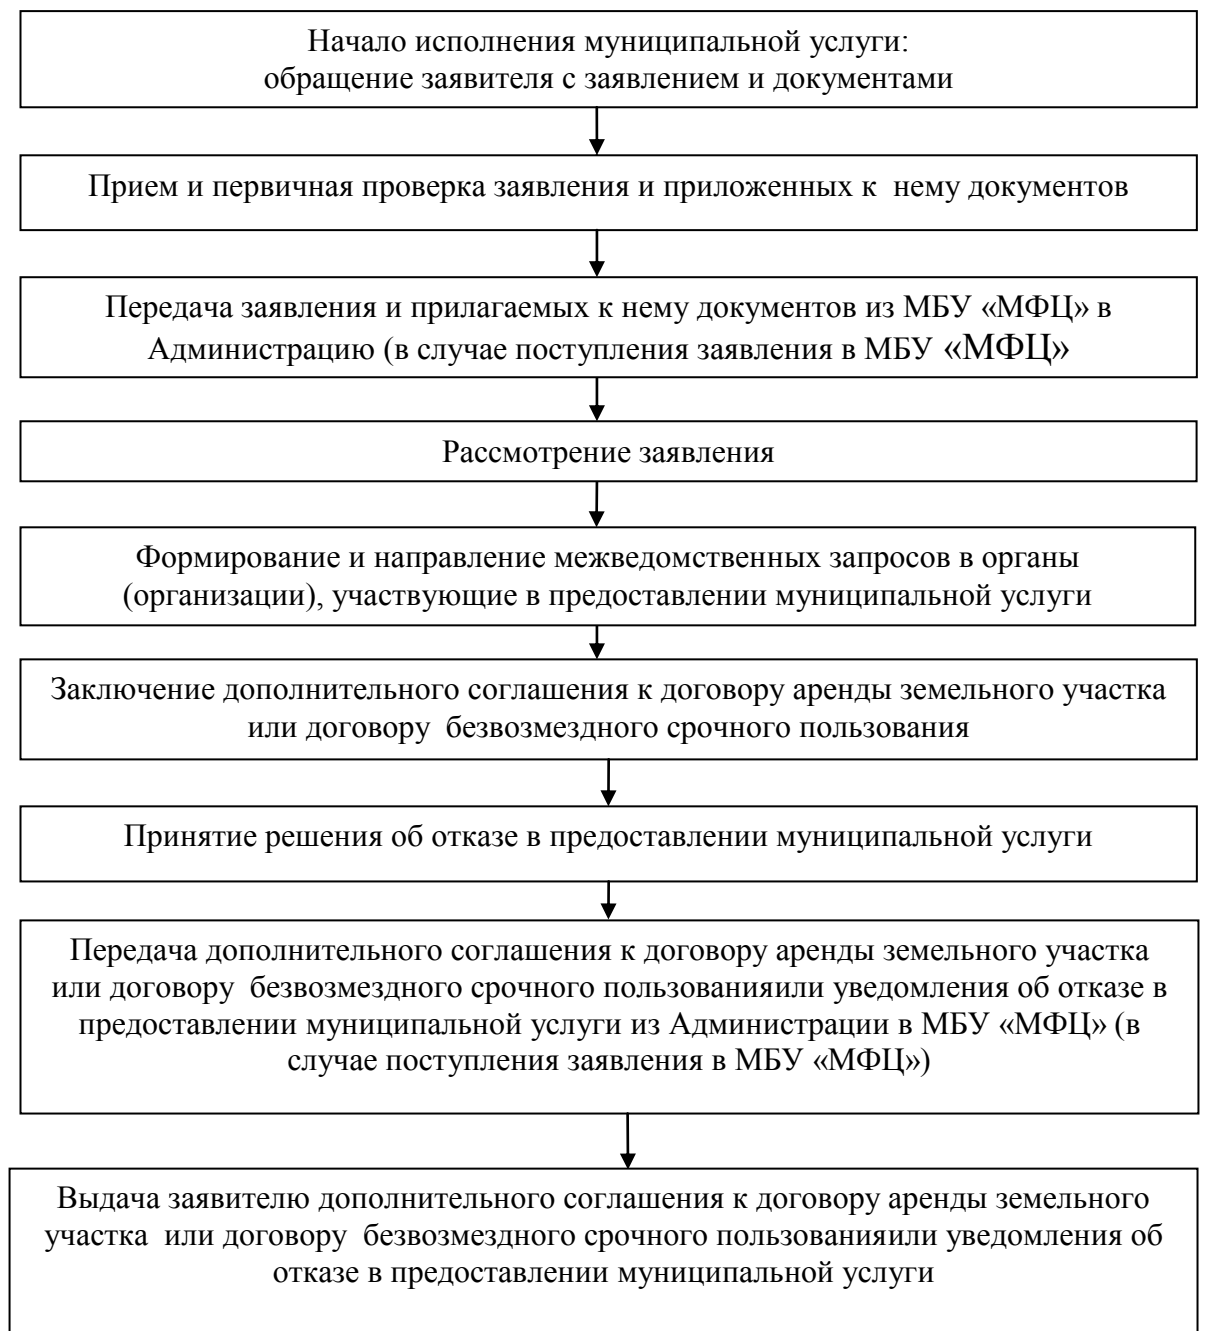 Начало исполнения муниципальной услуги:
обращение заявителя с заявлением и документами
Прием и первичная проверка заявления и приложенных к нему документов
Передача заявления и прилагаемых к нему документов из МБУ «МФЦ» в
Администрацию (в случае поступления заявления в МБУ «МФЦ»
Рассмотрение заявления
Формирование и направление межведомственных запросов в органы
(организации), участвующие в предоставлении муниципальной услуги
Заключение дополнительного соглашения к договору аренды земельного участка
или договору безвозмездного срочного пользования
Принятие решения об отказе в предоставлении муниципальной услуги
Передача дополнительного соглашения к договору аренды земельного участка
или договору безвозмездного срочного пользованияили уведомления об отказе в
предоставлении муниципальной услуги из Администрации в МБУ «МФЦ» (в
случае поступления заявления в МБУ «МФЦ»)
Выдача заявителю дополнительного соглашения к договору аренды земельного
участка или договору безвозмездного срочного пользованияили уведомления об
отказе в предоставлении муниципальной услуги